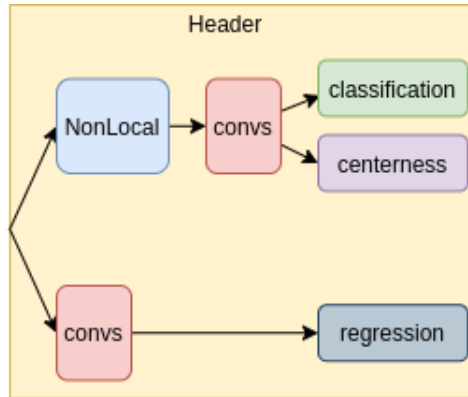 Header
NonLocal
convs
classification
centerness
convs
regression